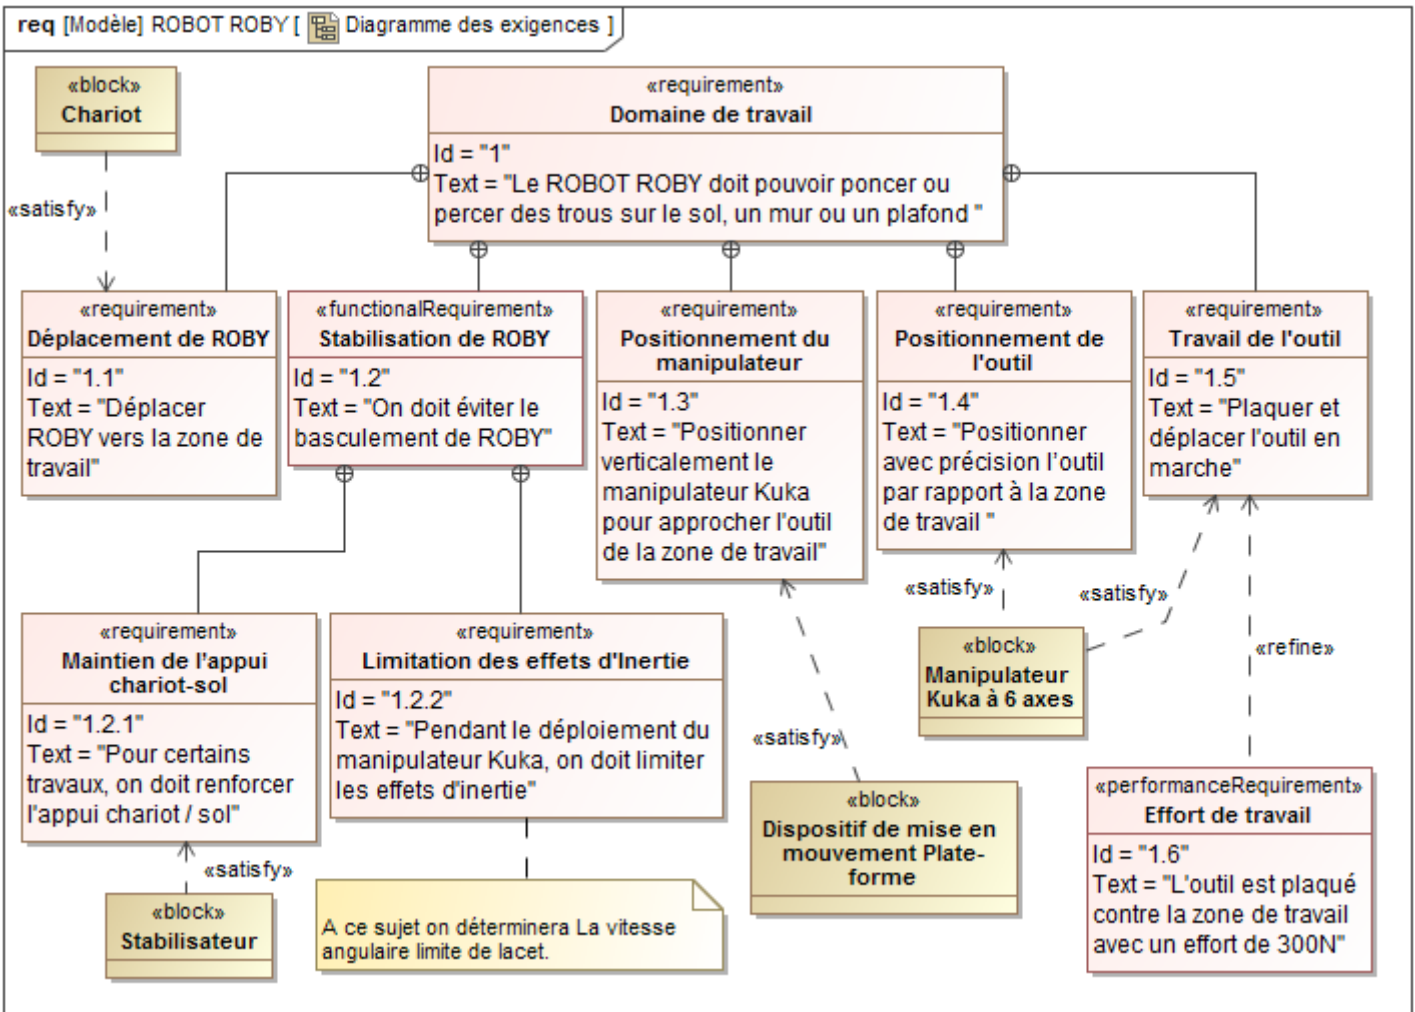 req [Modèle] ROBOT ROBY [ Diagramme des exigences ]
«block»
Chariot
«satisfy»
«requirement»
Domaine de travail
Id = "1"
Text = "Le ROBOT ROBY doit pouvoir poncer ou
percer des trous sur le sol, un mur ou un plafond "
«requirement»
Déplacement de ROBY
Id = "1.1"
Text = "Déplacer
ROBY vers la zone de
travail"
«functionalRequirement»
Stabilisation de ROBY
Id = "1.2"
Text = "On doit éviter le
basculement de ROBY"
«requirement»
Positionnement du
manipulateur
Id = "1.3"
Text = "Positionner
verticalement le
manipulateur Kuka
pour approcher l'outil
de la zone de travail"
«requirement»
Positionnement de
l'outil
Id = "1.4"
Text = "Positionner
avec précision l’outil
par rapport à la zone
de travail "
«requirement»
Travail de l'outil
Id = "1.5"
Text = "Plaquer et
déplacer l'outil en
marche"
«requirement»
Maintien de l'appui
chariot-sol
Id = "1.2.1"
Text = "Pour certains
travaux, on doit renforcer
l'appui chariot / sol"
«satisfy»
«block»
Stabilisateur
«requirement»
Limitation des effets d'Inertie
Id = "1.2.2"
Text = "Pendant le déploiement du
manipulateur Kuka, on doit limiter
les effets d'inertie"
A ce sujet on déterminera La vitesse
angulaire limite de lacet.
«satisfy»
«block»
Dispositif de mise en
mouvement Plate-
forme
«satisfy»
«block»
Manipulateur
Kuka à 6 axes
«satisfy»
«refine»
«performanceRequirement»
Effort de travail
Id = "1.6"
Text = "L'outil est plaqué
contre la zone de travail
avec un effort de 300N"